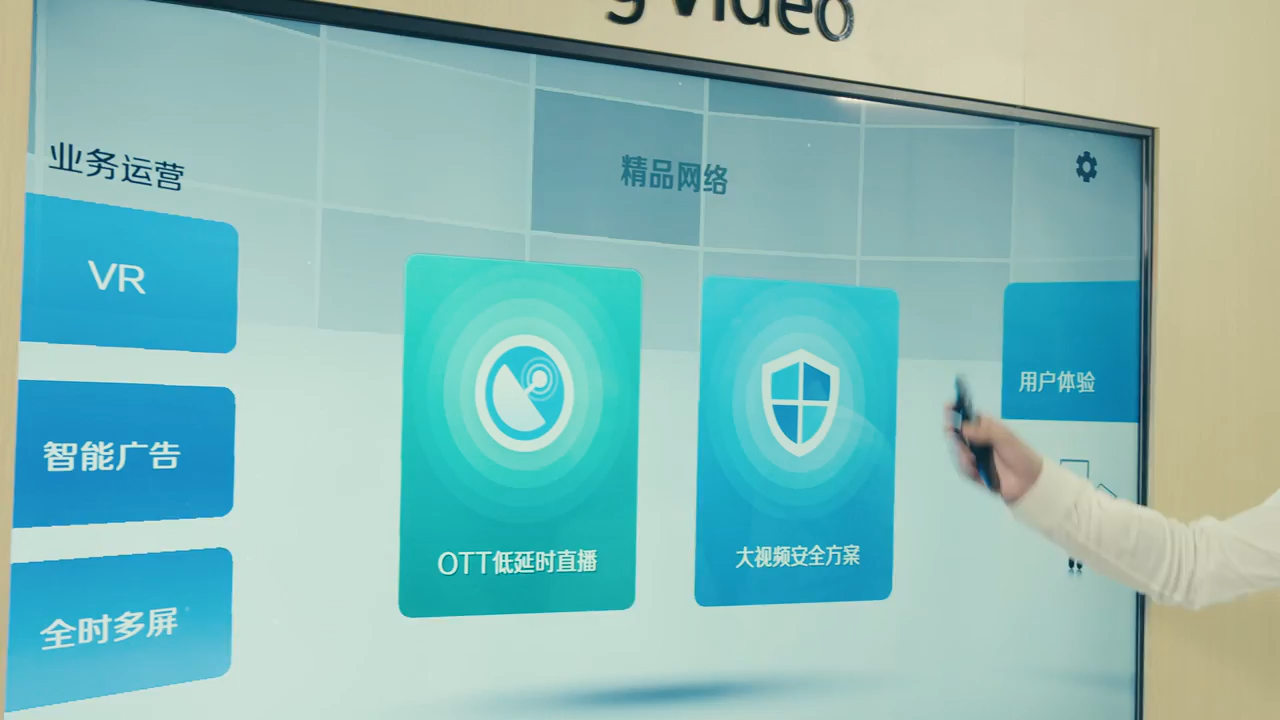 gVideo
业务运营
精品网络
VR
智能广告
全时多屏
OTT低延时直播
大视频安全方案
用户体验